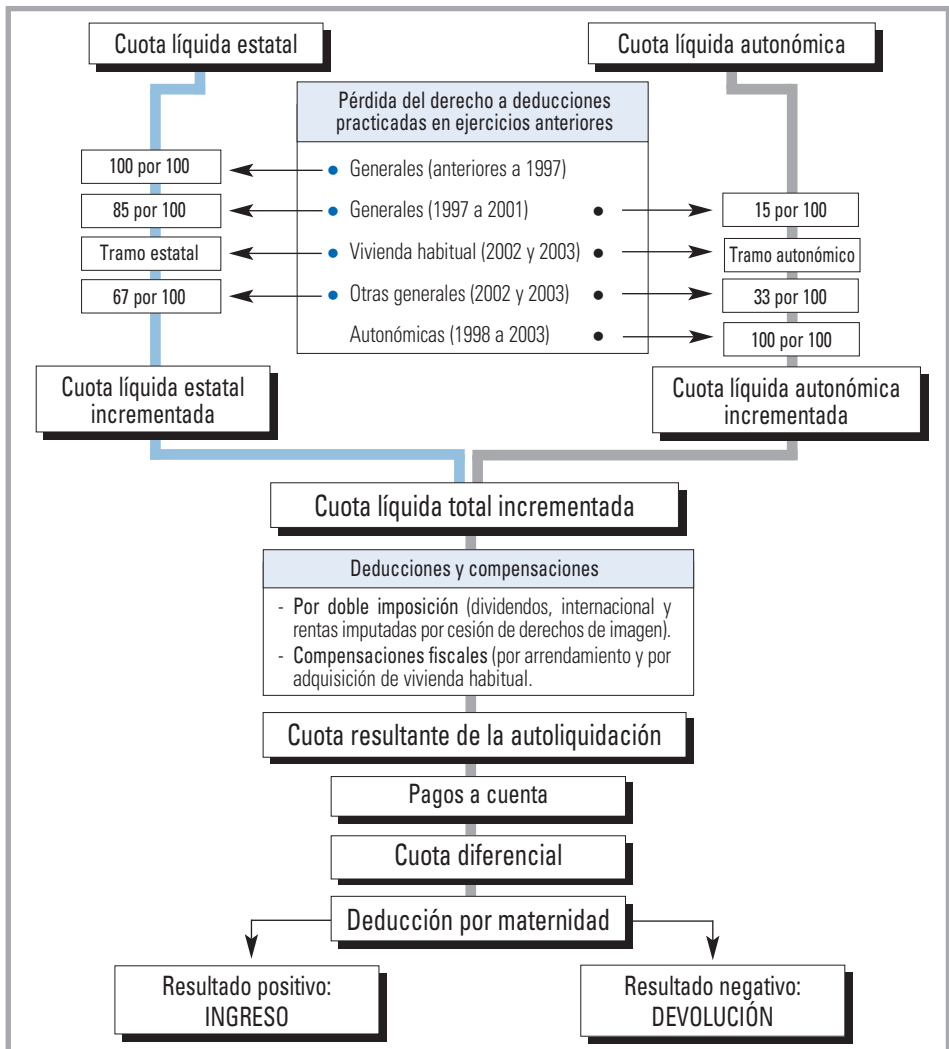 Cuota líquida estatal
Cuota líquida autonómica
Pérdida del derecho a deducciones
practicadas en ejercicios anteriores
100 por 100
● Generales (anteriores a 1997)
85 por 100
● Generales (1997 a 2001) ●
15 por 100
Tramo estatal
● Vivienda habitual (2002 y 2003) ●
Tramo autonómico
67 por 100
● Otras generales (2002 y 2003) ●
33 por 100
Autonómicas (1998 a 2003) ●
100 por 100
Cuota líquida estatal
incrementada
Cuota líquida autonómica
incrementada
Cuota líquida total incrementada
Deducciones y compensaciones
- Por doble imposición (dividendos, internacional y
rentas imputadas por cesión de derechos de imagen).
- Compensaciones fiscales (por arrendamiento y por
adquisición de vivienda habitual.
Cuota resultante de la autoliquidación
Pagos a cuenta
Cuota diferencial
Deducción por maternidad
Resultado positivo:
INGRESO
Resultado negativo:
DEVOLUCIÓN